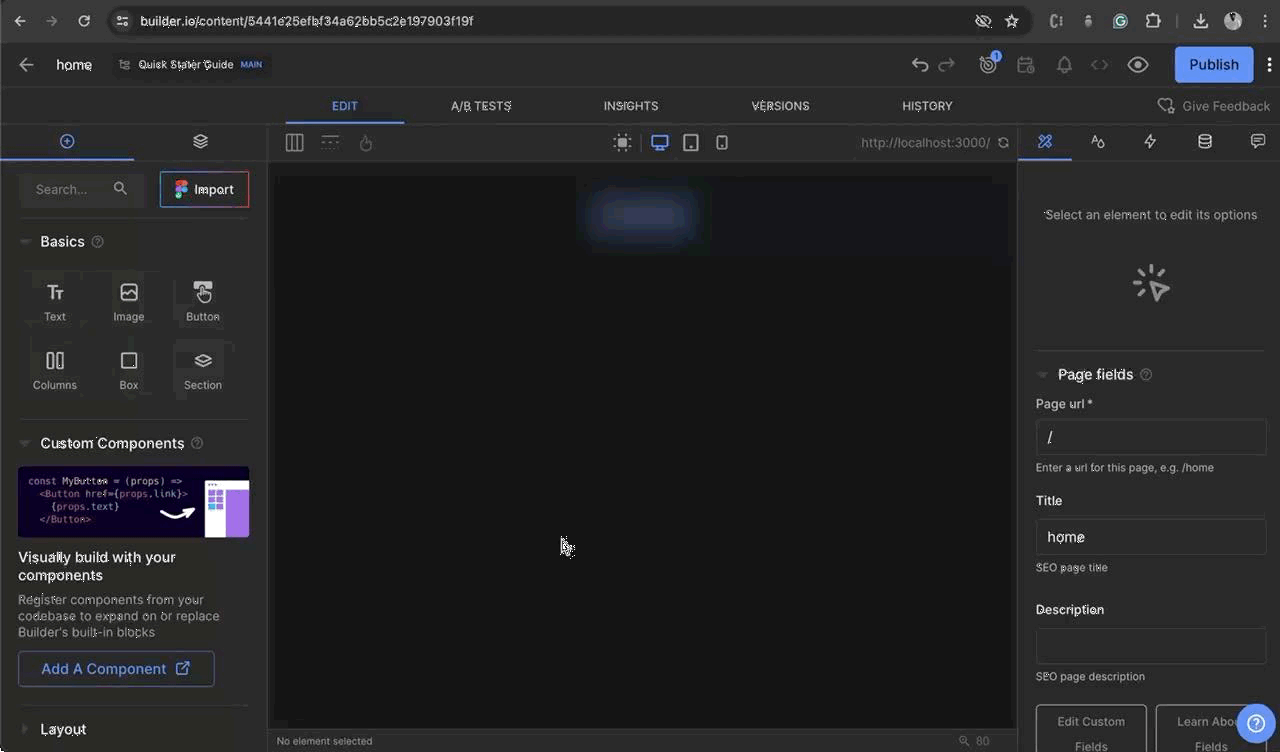 builder.io/content/5441e25efbf34a62bb5c2e197903f19f
home
Quick Stater Guide MAIN
1
Publish
EDIT
A/B TESTS
INSIGHTS
VERSIONS
HISTORY
Give Feedback
http://localhost:3000/
Search...
Import
Select an element to edit its options
Basics
Text
Image
Button
Columns
Box
Section
Page fields
Page url *
/
Enter a url for this page, e.g. /home
Custom Components
const MyButton = (props) =>
<Button href={props.link}>
{props.text}
</Button>
Title
home
SEO page title
Visually build with your
components
Register components from your
codebase to expand on or replace
Builder's built-in blocks
Description
SEO page description
Add A Component
Edit Custom
Fields
Learn Abou
Fields
Layout
No element selected
80